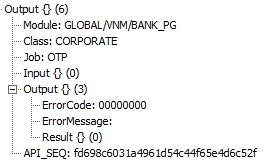 Output {} (6)
Module: GLOBAL/VNM/BANK_PG
Class: CORPORATE
Job: OTP
Input {} (0)
Output {} (3)
ErrorCode: 00000000
ErrorMessage:
Result {} (0)
API_SEQ: fd698c6031a4961d54c44f65e4d6c52f